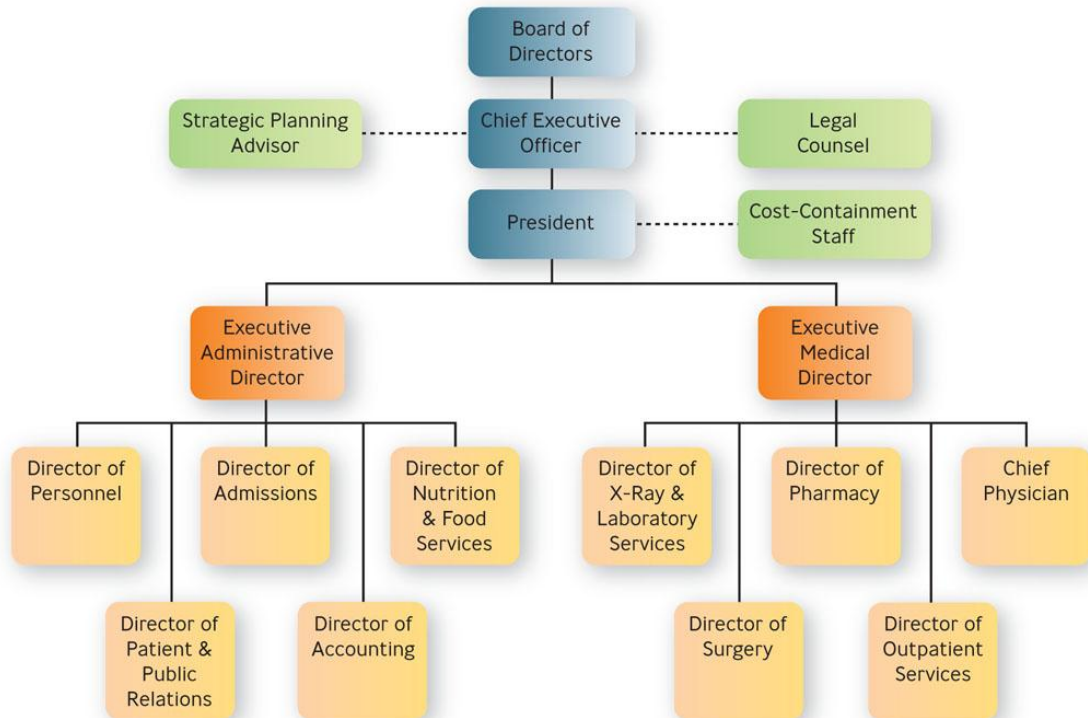 Board of
Directors
Strategic Planning
Advisor
Chief Executive
Officer
Legal
Counsel
President
Cost-Containment
Staff
Executive
Administrative
Director
Executive
Medical
Director
Director of
Personnel
Director of
Admissions
Director of
Nutrition
& Food
Services
Director of
X-Ray &
Laboratory
Services
Director of
Pharmacy
Chief
Physician
Director of
Patient &
Public
Relations
Director of
Accounting
Director of
Surgery
Director of
Outpatient
Services